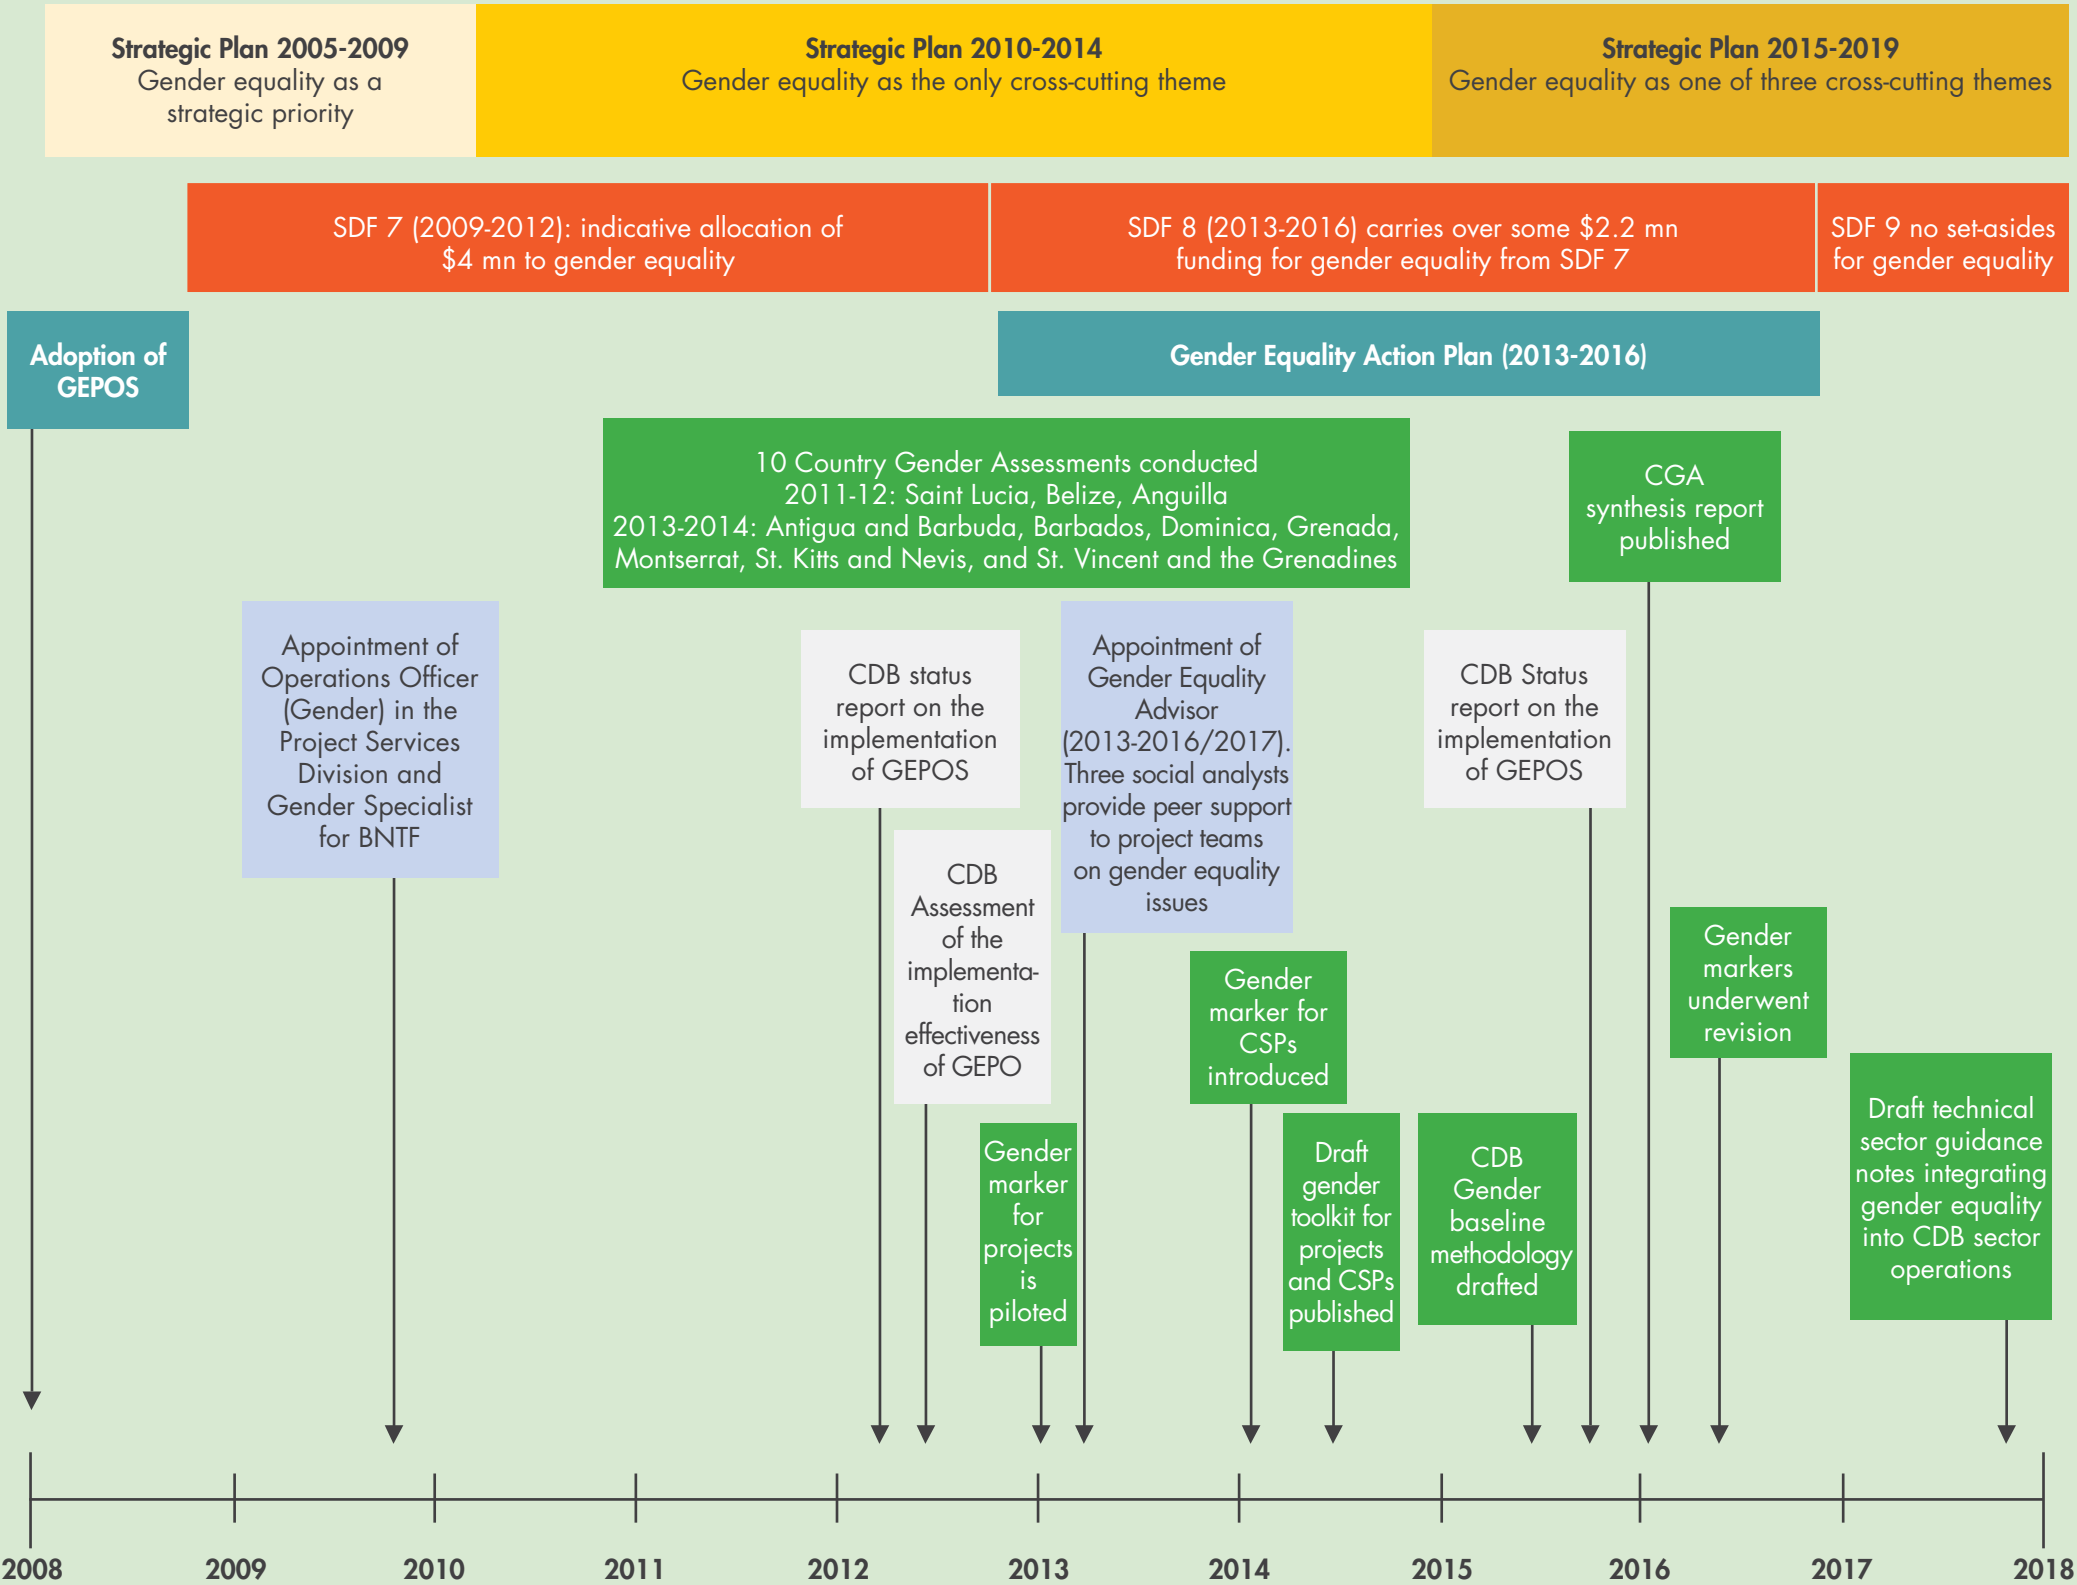 Strategic Plan 2005-2009
Gender equality as a
strategic priority
Strategic Plan 2010-2014
Gender equality as the only cross-cutting theme
Strategic Plan 2015-2019
Gender equality as one of three cross-cutting themes
SDF 7 (2009-2012): indicative allocation of
$4 mn to gender equality
SDF 8 (2013-2016) carries over some $2.2 mn
funding for gender equality from SDF 7
SDF 9 no set-asides
for gender equality
Adoption of
GEPOS
Gender Equality Action Plan (2013-2016)
10 Country Gender Assessments conducted
2011-12: Saint Lucia, Belize, Anguilla
2013-2014: Antigua and Barbuda, Barbados, Dominica, Grenada,
Montserrat, St. Kitts and Nevis, and St. Vincent and the Grenadines
CGA
synthesis report
published
Appointment of
Operations Officer
(Gender) in the
Project Services
Division and
Gender Specialist
for BNTF
CDB status
report on the
implementation
of GEPOS
CDB
Assessment
of the
implementa-
tion
effectiveness
of GEPO
Gender
marker
for
projects
is
piloted
Appointment of
Gender Equality
Advisor
(2013-2016/2017).
Three social analysts
provide peer support
to project teams
on gender equality
issues
Gender
marker for
CSPs
introduced
Draft
gender
toolkit for
projects
and CSPs
published
CDB Status
report on the
implementation
of GEPOS
CDB
Gender
baseline
methodology
drafted
Gender
markers
underwent
revision
Draft technical
sector guidance
notes integrating
gender equality
into CDB sector
operations
2008
2009
2010
2011
2012
2013
2014
2015
2016
2017
2018